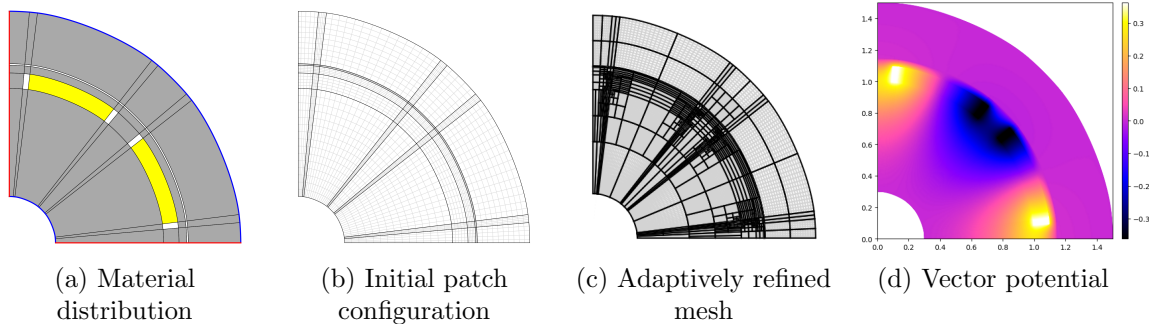 1.4
1.2
1.0
0.8
0.6
0.4
0.2
0.0
0.0 0.2 0.4 0.6 0.8 1.0 1.2 1.4
0.3
0.2
0.1
0.0
−0.1
−0.2
−0.3
(a) Material
distribution
(b) Initial patch
configuration
(c) Adaptively refined
mesh
(d) Vector potential